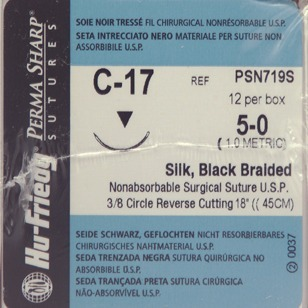 SOIE NOIR TRESSÉ FIL CHIRURGICAL NONRÉSORBABLE U.S.P.
SETA INTRECCIATO NERO MATERIALE PER SUTURE NON
ASSORBIBILE U.S.P.
C-17
REF PSN719S
12 per box
5-0
(1.0 METRIC)
Silk, Black Braided
Nonabsorbable Surgical Suture U.S.P.
3/8 Circle Reverse Cutting 18" (( 45CM)
SEIDE SCHWARZ, GEFLOCHTEN NICHT RESORBIERBARES
CHIRURGISCHES NAHTMATERIAL U.S.P.
SEDA TRENZADA NEGRA SUTURA QUIRÚRGICA NO
ABSORBIBLE U.S.P.
SEDA TRANÇADA PRETA SUTURA CIRÚRGICA
NÃO-ABSORVÍVEL U.S.P.
Hu-Friedy
PERMA SHARP®
SUTURES
2 0037